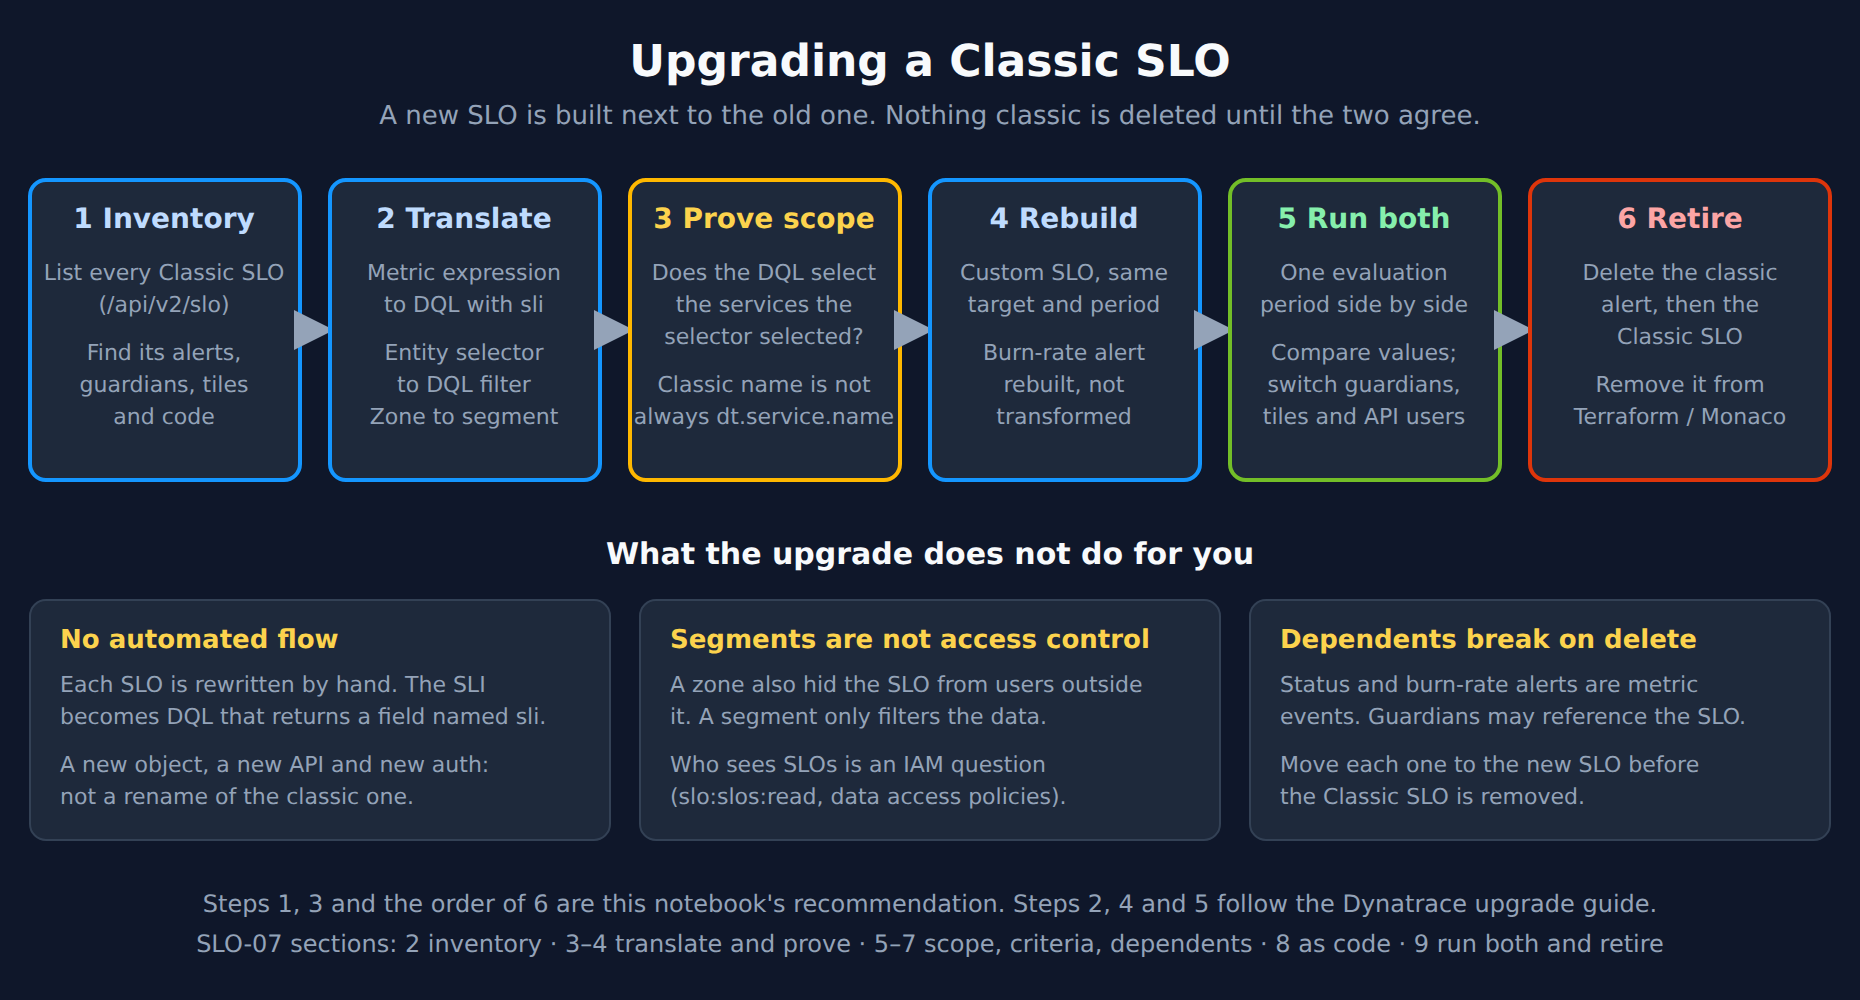 Upgrading a Classic SLO
A new SLO is built next to the old one. Nothing classic is deleted until the two agree.
1 Inventory
List every Classic SLO
(/api/v2/slo)
Find its alerts,
guardians, tiles
and code
2 Translate
Metric expression
to DQL with sli
Entity selector
to DQL filter
Zone to segment
3 Prove scope
Does the DQL select
the services the
selector selected?
Classic name is not
always dt.service.name
4 Rebuild
Custom SLO, same
target and period
Burn-rate alert
rebuilt, not
transformed
5 Run both
One evaluation
period side by side
Compare values;
switch guardians,
tiles and API users
6 Retire
Delete the classic
alert, then the
Classic SLO
Remove it from
Terraform / Monaco
What the upgrade does not do for you
No automated flow
Each SLO is rewritten by hand. The SLI
becomes DQL that returns a field named sli.
A new object, a new API and new auth:
not a rename of the classic one.
Segments are not access control
A zone also hid the SLO from users outside
it. A segment only filters the data.
Who sees SLOs is an IAM question
(slo:slos:read, data access policies).
Dependents break on delete
Status and burn-rate alerts are metric
events. Guardians may reference the SLO.
Move each one to the new SLO before
the Classic SLO is removed.
Steps 1, 3 and the order of 6 are this notebook's recommendation. Steps 2, 4 and 5 follow the Dynatrace upgrade guide.
SLO-07 sections: 2 inventory · 3–4 translate and prove · 5–7 scope, criteria, dependents · 8 as code · 9 run both and retire